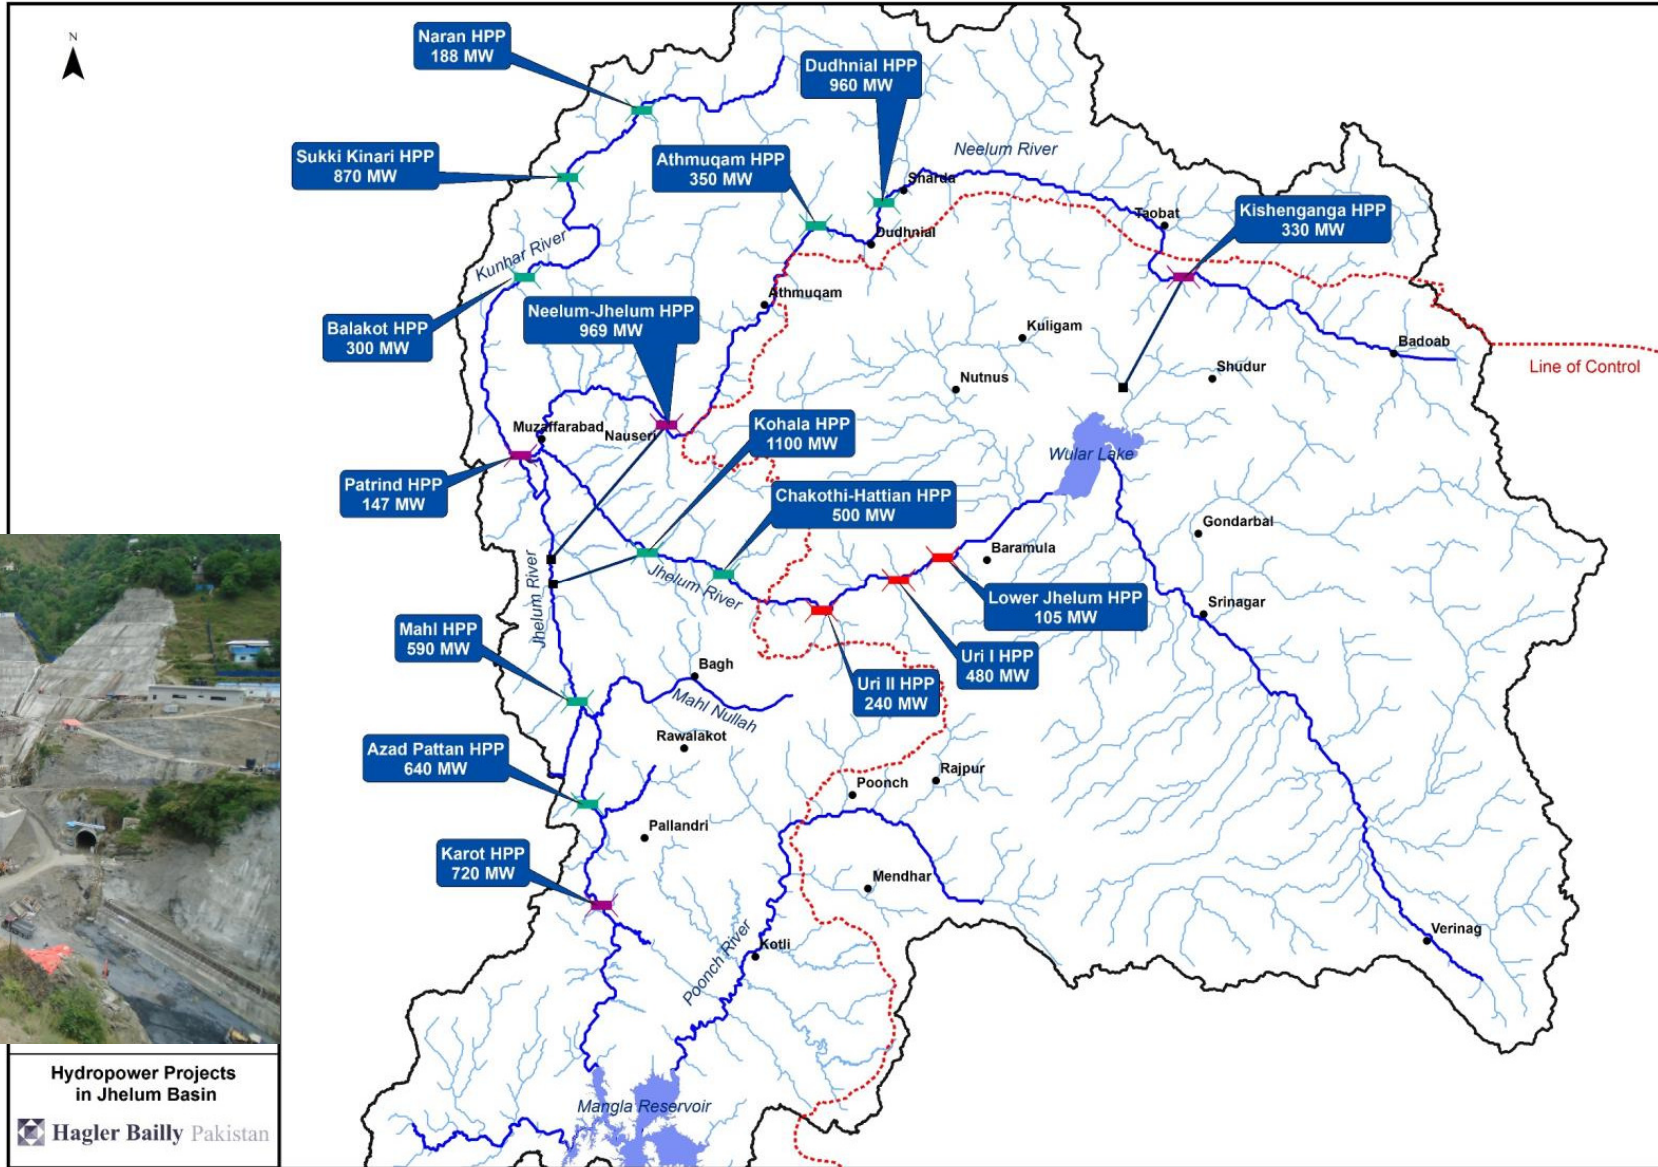 N
Naran HPP
188 MW
Dudhnial HPP
960 MW
Sukki Kinari HPP
870 MW
Athmuqam HPP
350 MW
Neelum River
Sharda
Taobat
Kishenganga HPP
330 MW
Dudhnial
Kunhar River
Athmuqam
Neelum-Jhelum HPP
969 MW
Balakot HPP
300 MW
Kuligam
Badoab
Line of Control
Shudur
Nutnus
Muzaffarabad
Nauseri
Kohala HPP
1100 MW
Wular Lake
Patrind HPP
147 MW
Chakothi-Hattian HPP
500 MW
Gondarbal
Baramula
Jhelum River
Jhelum River
Lower Jhelum HPP
105 MW
Srinagar
Mahl HPP
590 MW
Uri I HPP
480 MW
Bagh
Uri II HPP
240 MW
Mahl Nullah
Rawalakot
Azad Pattan HPP
640 MW
Poonch
Rajpur
Pallandri
Karot HPP
720 MW
Mendhar
Verinag
Kotli
Poonch River
Hydropower Projects
in Jhelum Basin
Mangla Reservoir
Hagler Bailly Pakistan